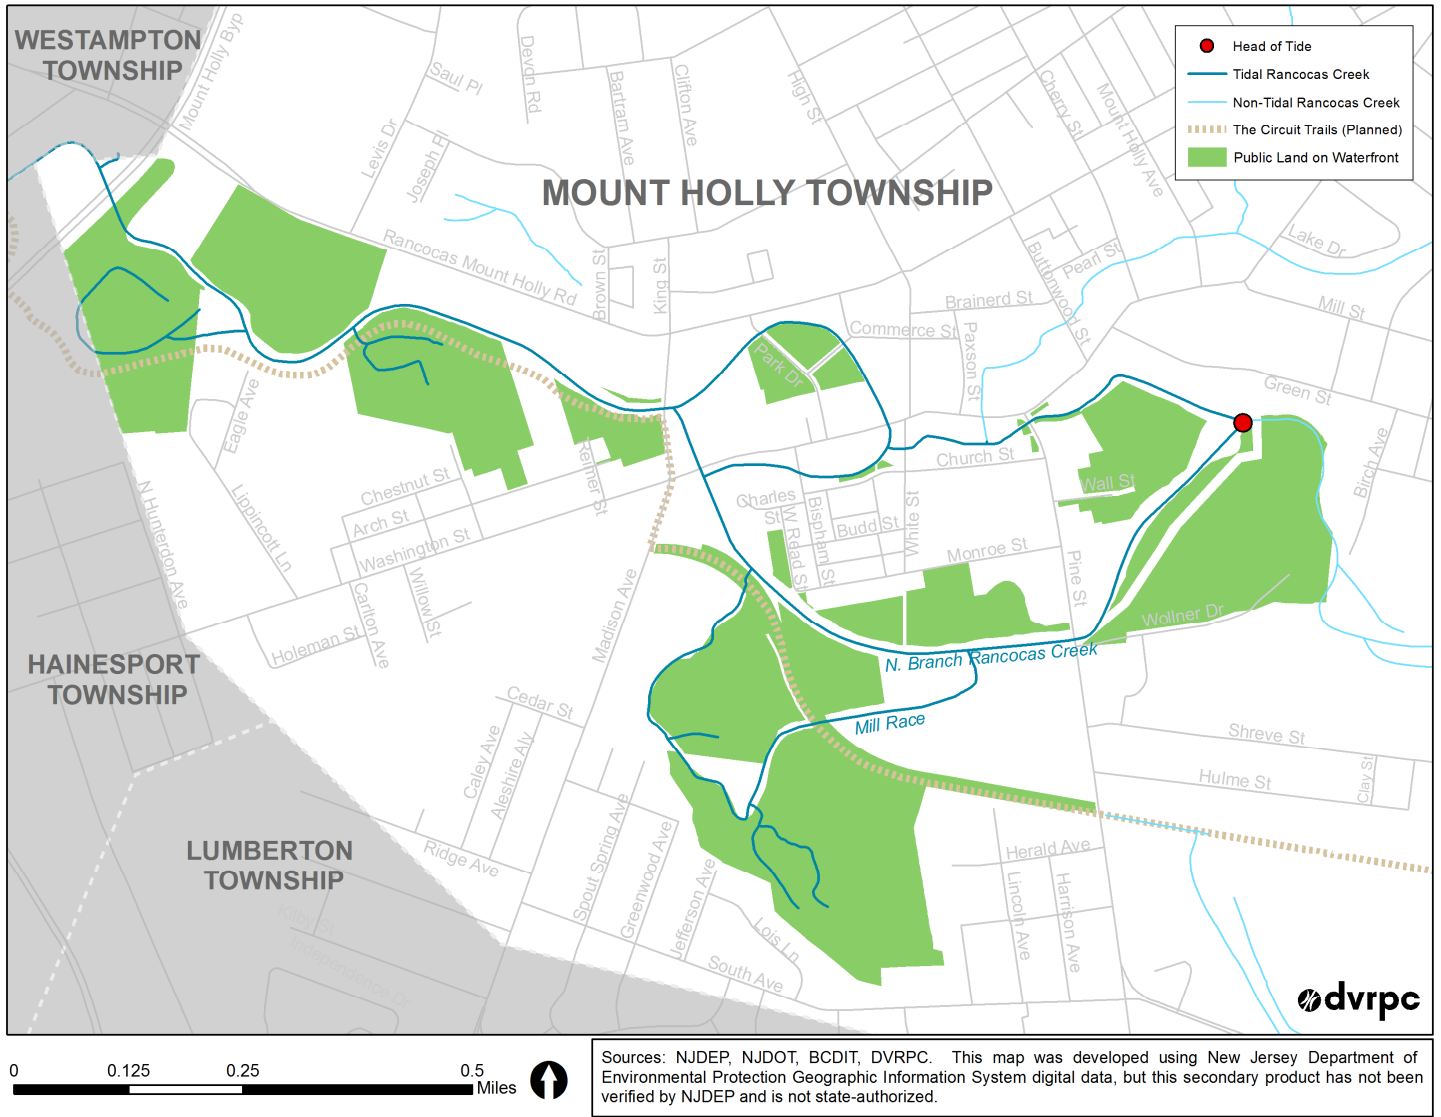 WESTAMPTON
TOWNSHIP
Mount Holly Byp
Saul Pl
Devon Rd
Bartram Ave
Clifton Ave
High St
Cherry St
Mount Holly Ave
Head of Tide
Tidal Rancocas Creek
Non-Tidal Rancocas Creek
The Circuit Trails (Planned)
Public Land on Waterfront
Levis Dr
Joseph Pl
MOUNT HOLLY TOWNSHIP
Rancocas Mount Holly Rd
Brown St
King St
Buttonwood St
Pearl St
Lake Dr
Brainerd St
Mill St
Commerce St
Paxson St
Park Dr
Green St
Eagle Ave
Birch Ave
Church St
Wall St
Chestnut St
Reimer St
Lippincott Ln
Arch St
Charles
St
W Read St
Bispham St
Budd St
White St
Washington St
Monroe St
N Hunterdon Ave
Pine St
Willow St
Carlton Ave
Holeman St
Madison Ave
Wollner Dr
HAINESPORT
TOWNSHIP
N. Branch Rancocas Creek
Mill Race
Cedar St
Caley Ave
Aleshire Aly
Shreve St
Hulme St
Clay St
LUMBERTON
TOWNSHIP
Ridge Ave
Spout Spring Ave
Greenwood Ave
Jefferson Ave
Herald Ave
Lincoln Ave
Harrison Ave
Lois Ln
South Ave
Independence Dr
dvrpc
0 0.125 0.25 0.5
Miles
Sources: NJDEP, NJDOT, BCDIT, DVRPC. This map was developed using New Jersey Department of
Environmental Protection Geographic Information System digital data, but this secondary product has not been
verified by NJDEP and is not state-authorized.